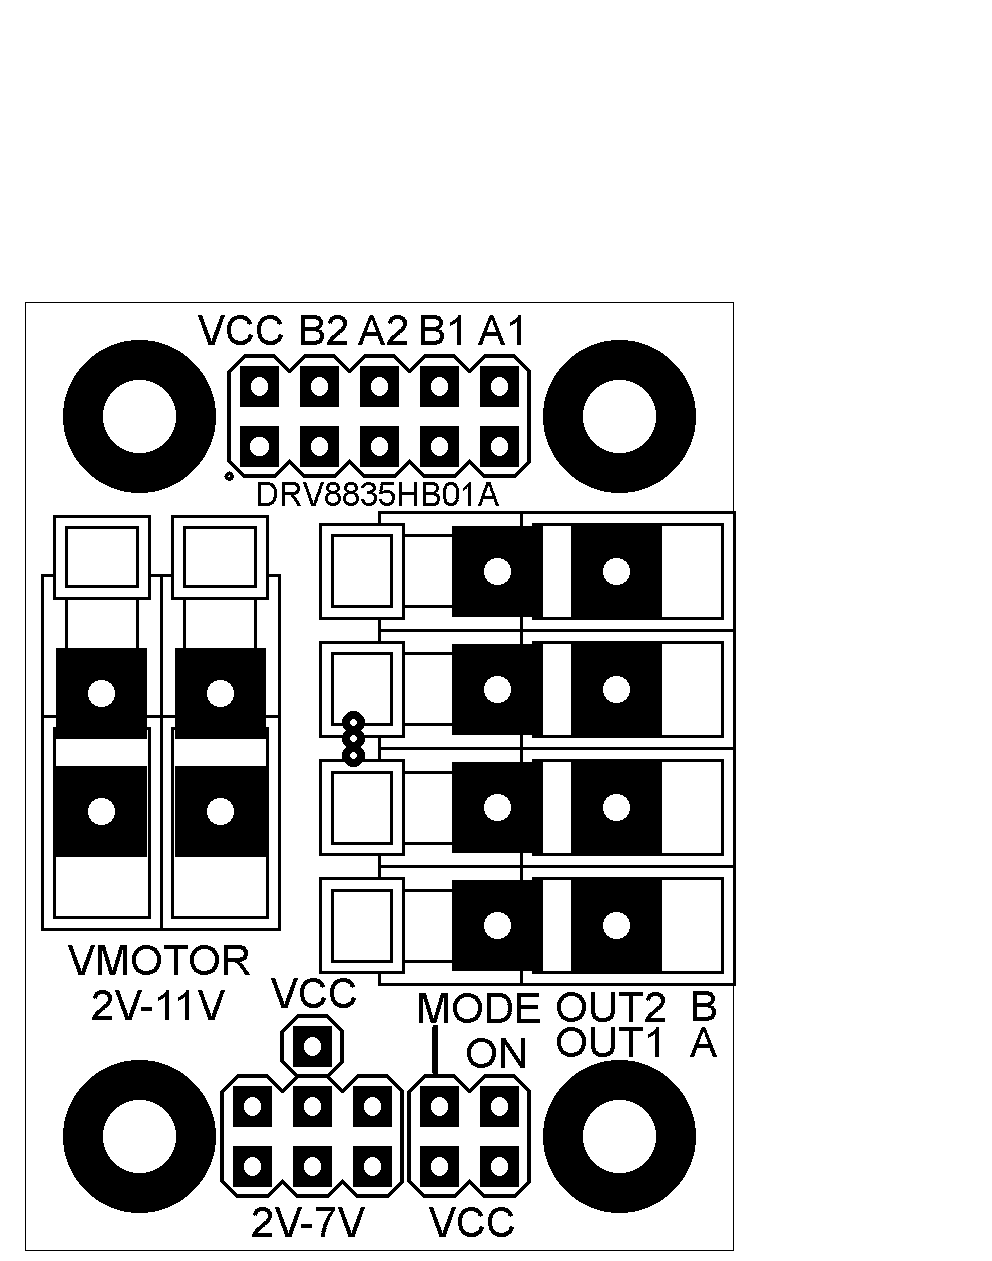 VCC B2 A2 B1 A1
DRV8835HB01A
VMOTOR
2V-11V
VCC
MODE OUT2 B
OUT1 A
ON
2V-7V
VCC